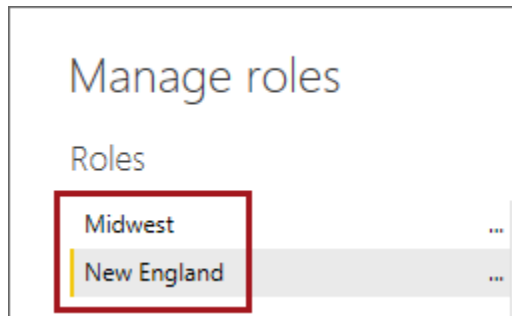 Manage roles
Roles
Midwest ...
New England ...